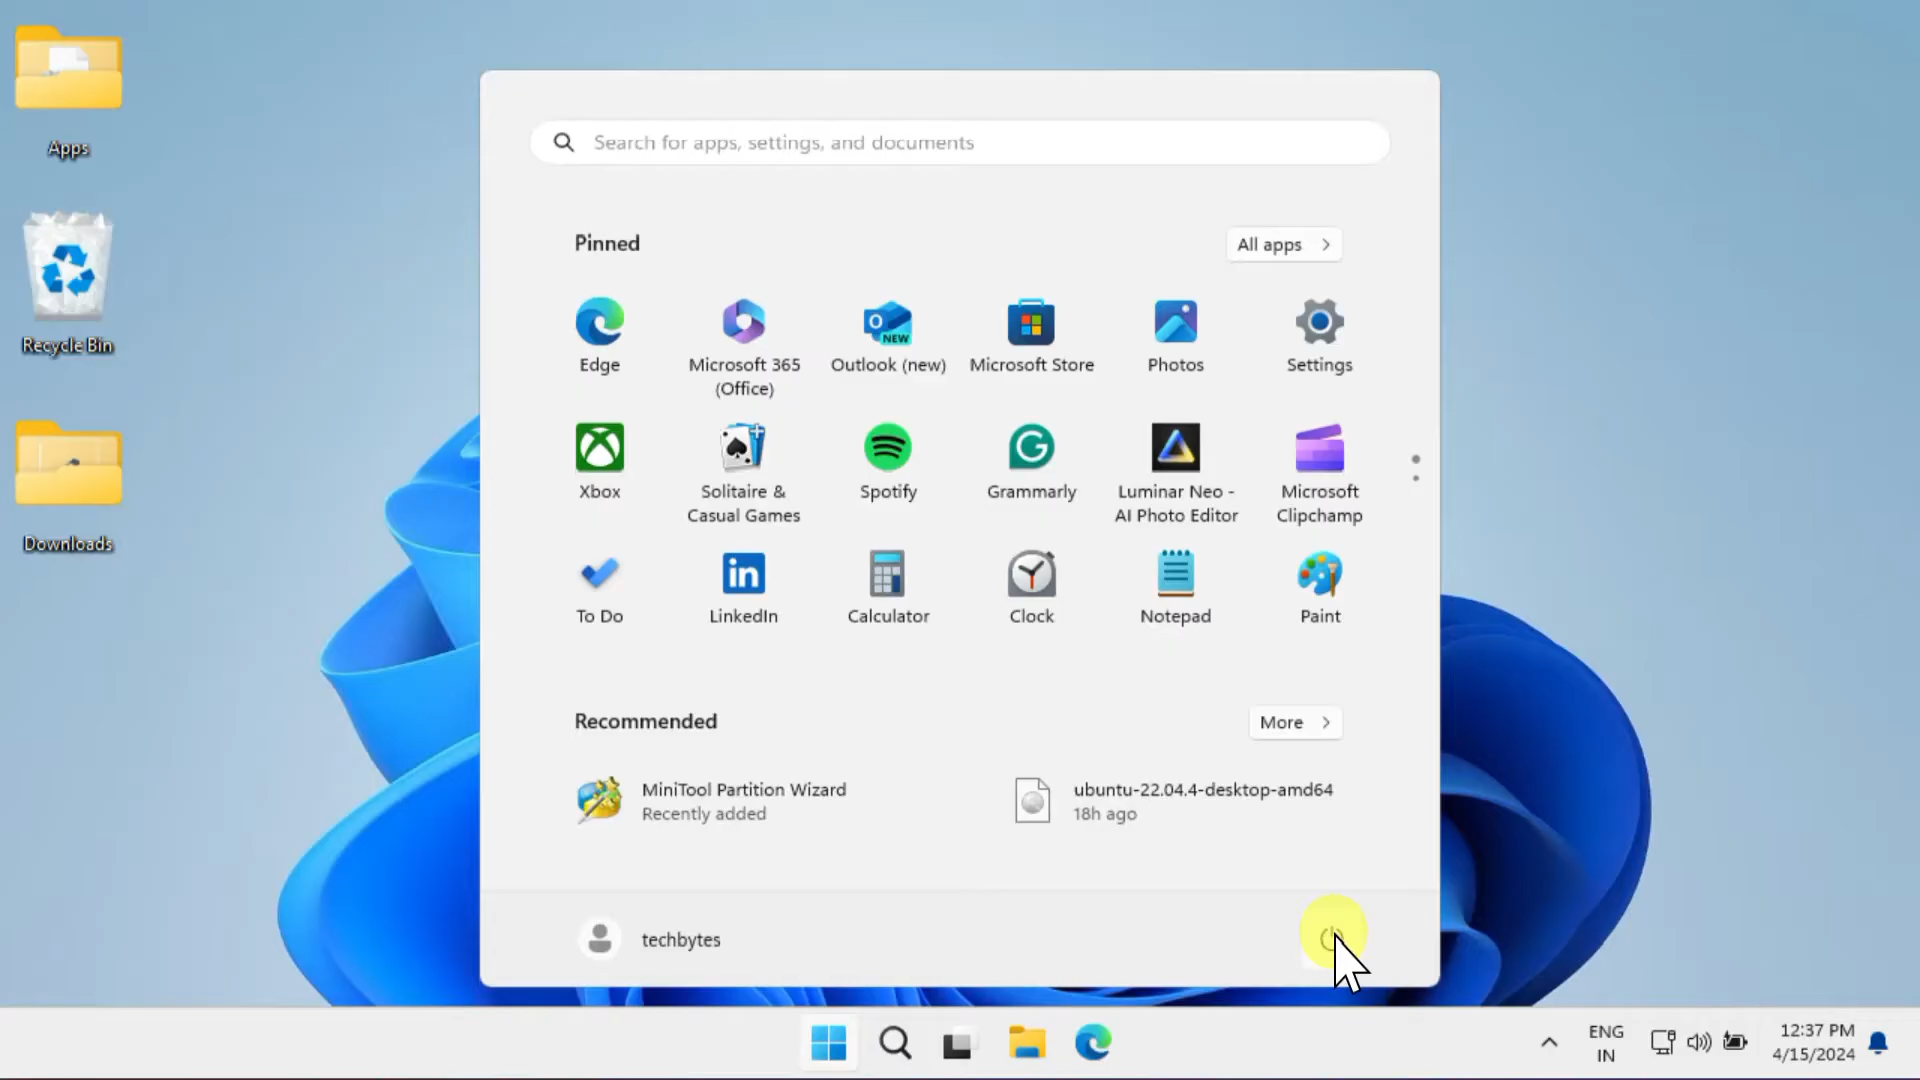 Apps
Recycle Bin
Downloads
Search for apps, settings, and documents
Pinned
All apps
Edge
Microsoft 365
(Office)
Outlook (new)
Microsoft Store
Photos
Settings
Xbox
Solitaire &
Casual Games
Spotify
Grammarly
Luminar Neo -
AI Photo Editor
Microsoft
Clipchamp
To Do
LinkedIn
Calculator
Clock
Notepad
Paint
Recommended
More
MiniTool Partition Wizard
Recently added
ubuntu-22.04.4-desktop-amd64
18h ago
techbytes
ENG
IN
12:37 PM
4/15/2024